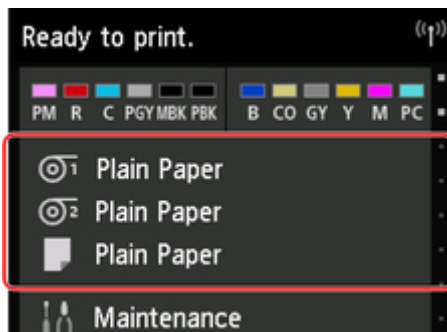 Ready to print.
PM R C PGY MBK PBK B CO GY Y M PC
1 Plain Paper
2 Plain Paper
Plain Paper
Maintenance